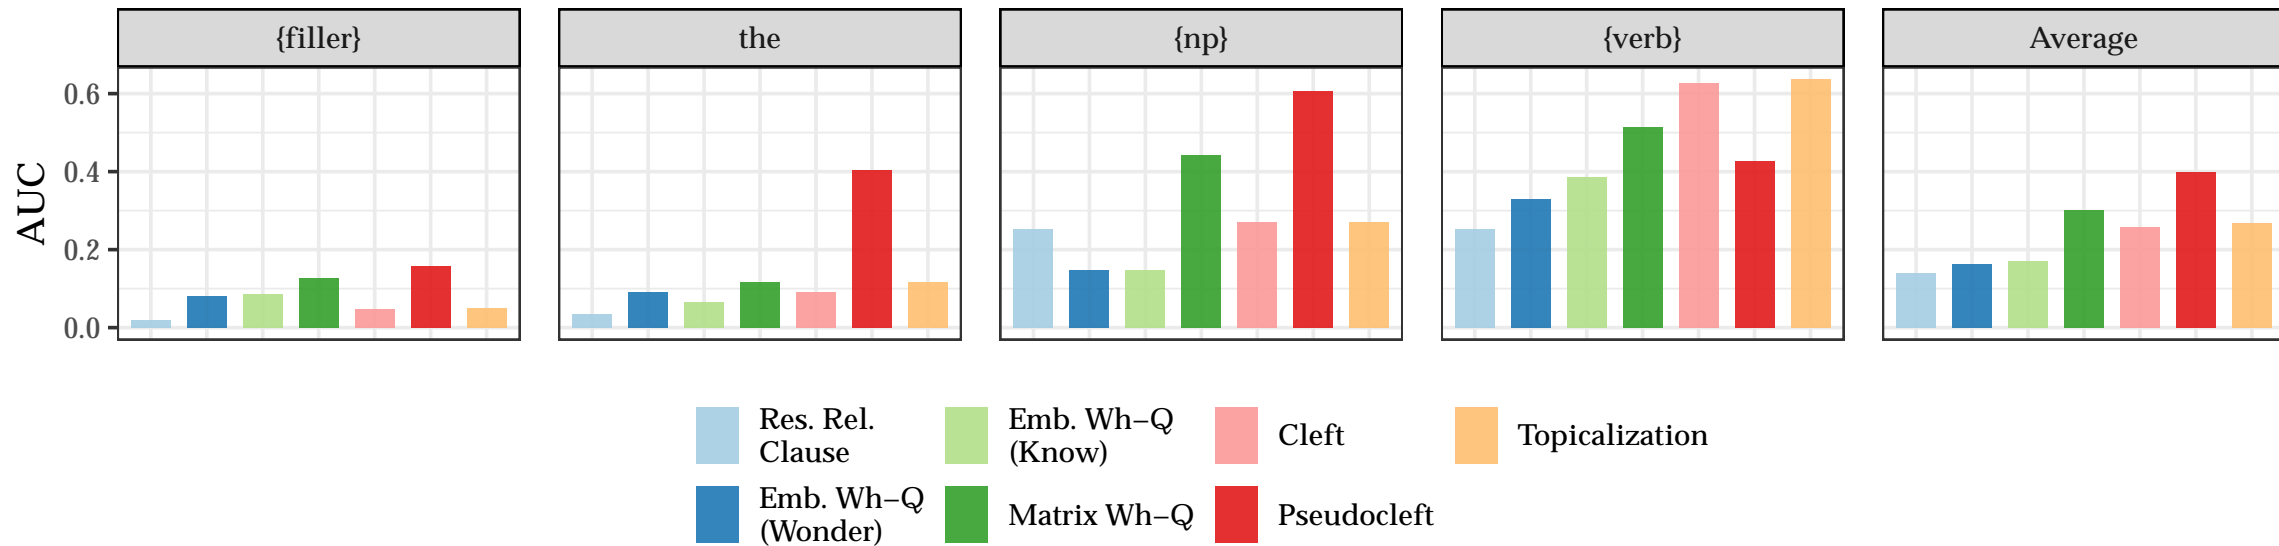 {filler}
the
{np}
{verb}
Average
AUC
0.6
0.4
0.2
0.0
Res. Rel.
Clause
Emb. Wh−Q
(Wonder)
Emb. Wh−Q
(Know)
Matrix Wh−Q
Cleft
Pseudocleft
Topicalization